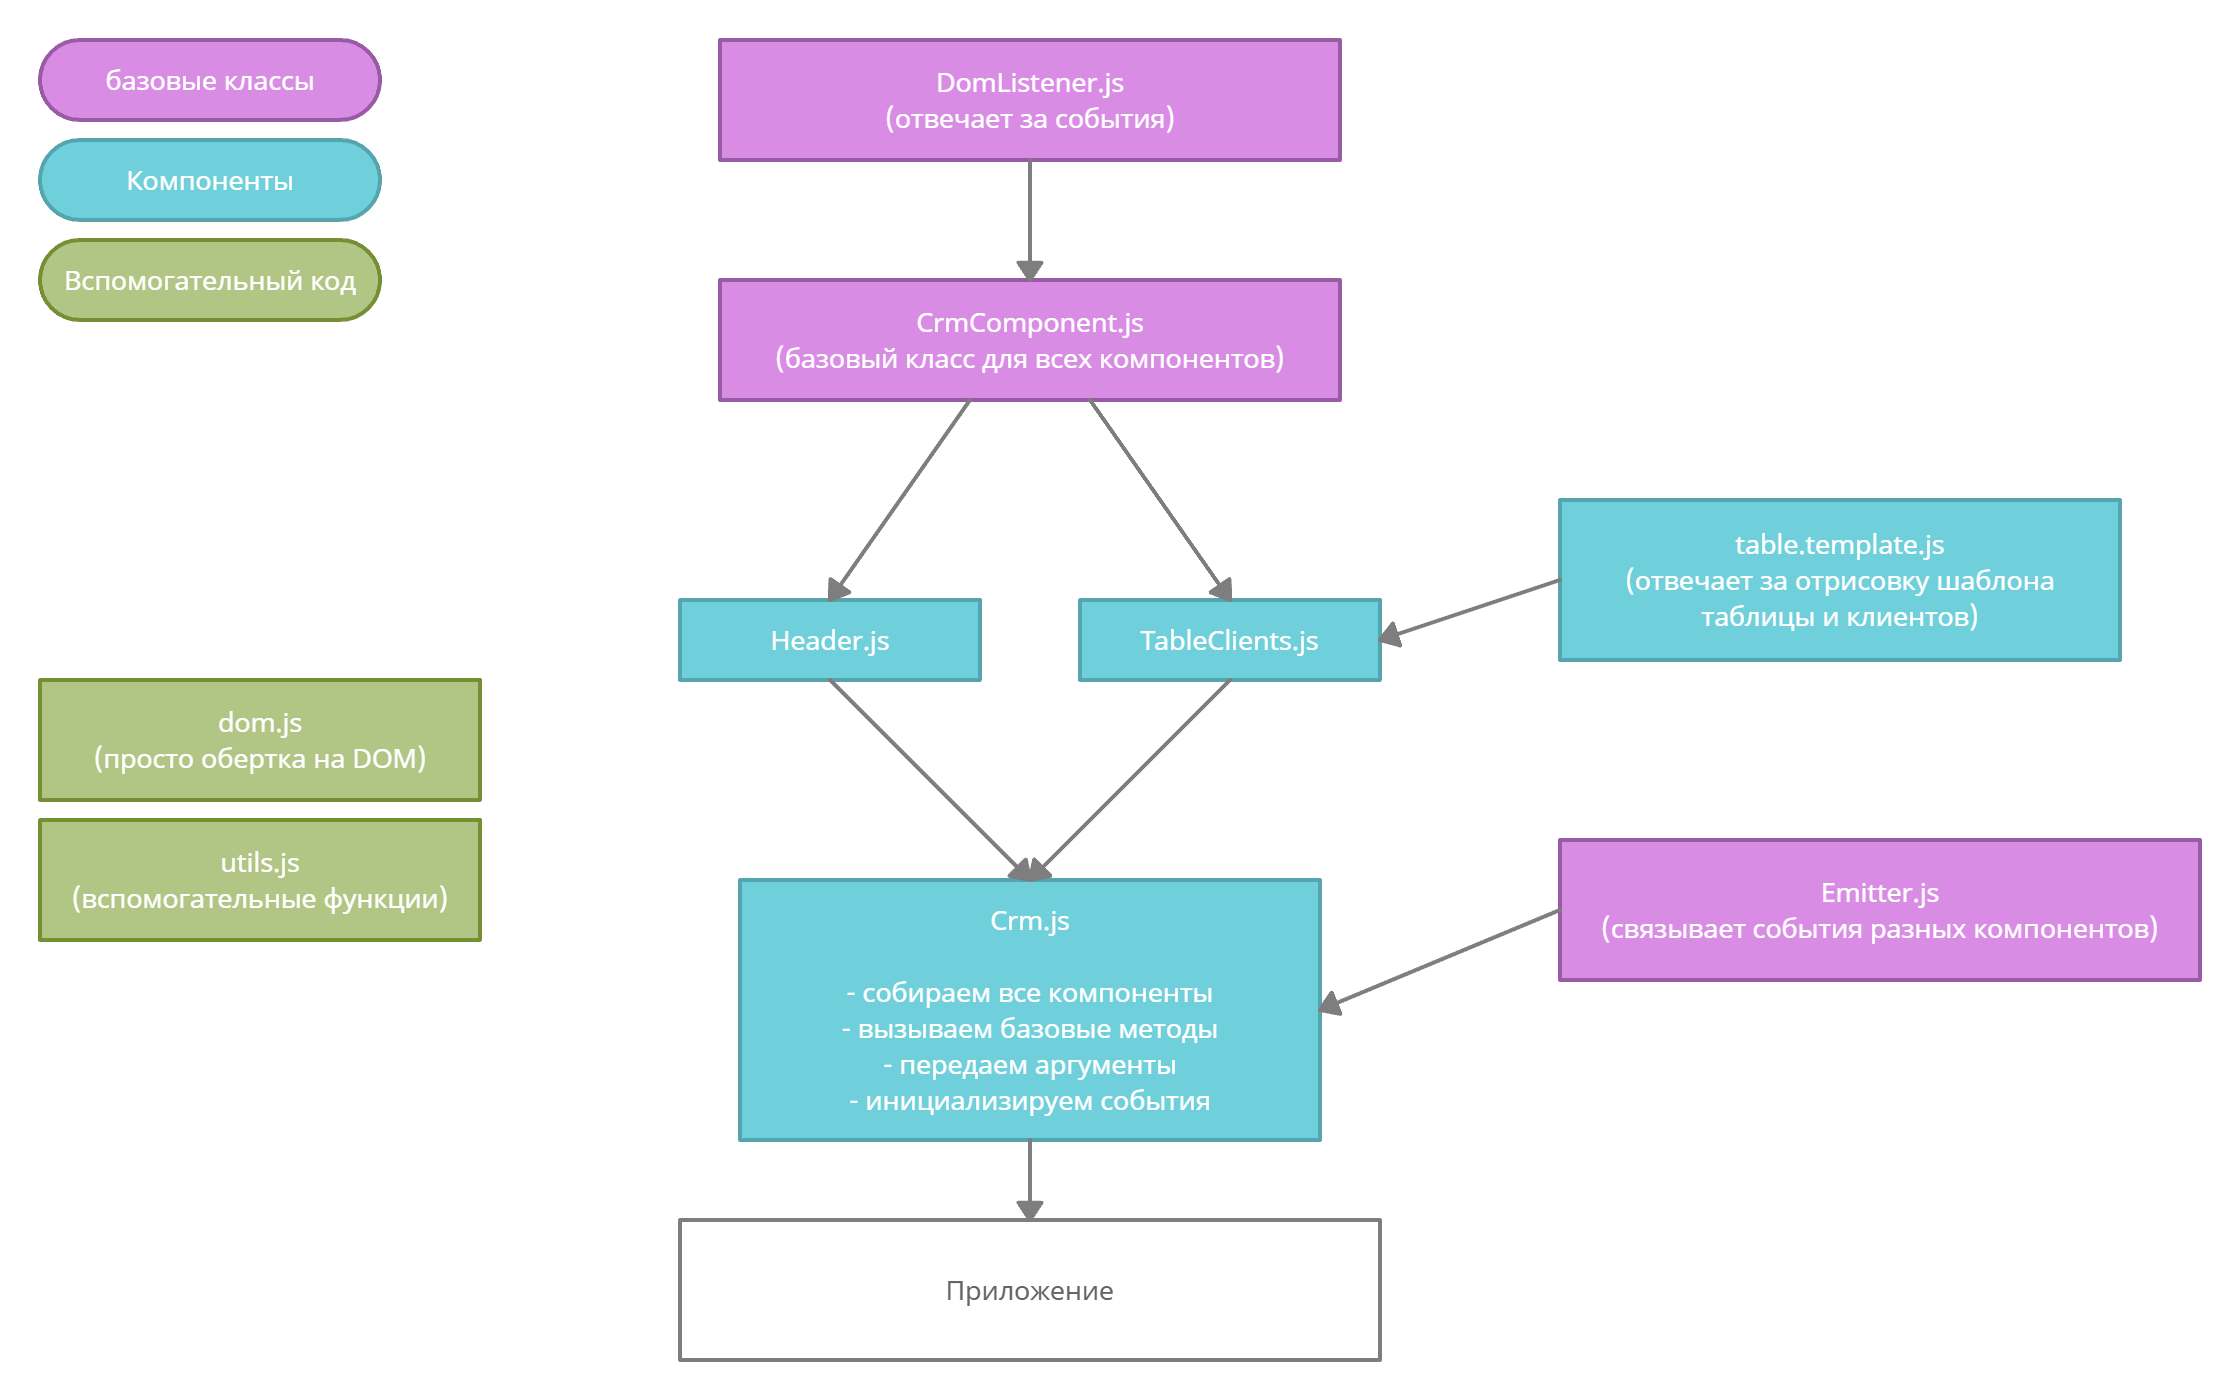 базовые классы
Компоненты
Вспомогательный код
DomListener.js
(отвечает за события)
CrmComponent.js
(базовый класс для всех компонентов)
Header.js
TableClients.js
table.template.js
(отвечает за отрисовку шаблона
таблицы и клиентов)
dom.js
(просто обертка на DOM)
utils.js
(вспомогательные функции)
Crm.js
- собираем все компоненты
- вызываем базовые методы
- передаем аргументы
- инициализируем события
Emitter.js
(связывает события разных компонентов)
Приложение